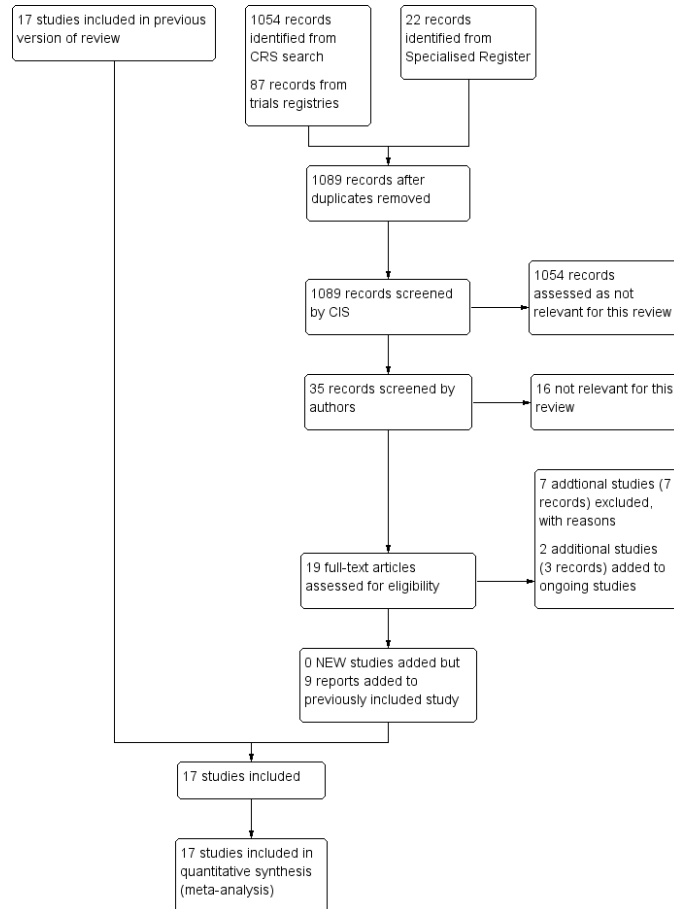 17 studies included in previous
version of review
1054 records
identified from
CRS search
87 records from
trials registries
22 records
identified from
Specialised Register
1089 records after
duplicates removed
1089 records screened
by CIS
1054 records
assessed as not
relevant for this review
35 records screened by
authors
16 not relevant for this
review
7 addtional studies (7
records) excluded,
with reasons
2 additional studies
(3 records) added to
ongoing studies
19 full-text articles
assessed for eligibility
0 NEW studies added but
9 reports added to
previously included study
17 studies included
17 studies included in
quantitative synthesis
(meta-analysis)